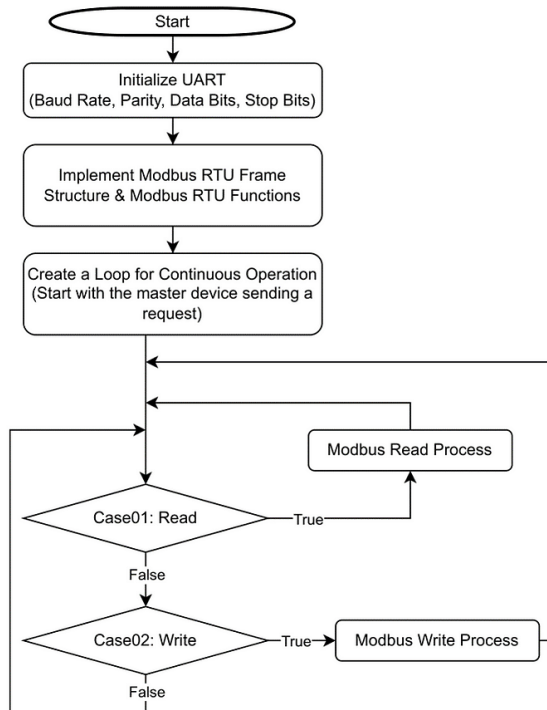 Start
Initialize UART
(Baud Rate, Parity, Data Bits, Stop Bits)
Implement Modbus RTU Frame
Structure & Modbus RTU Functions
Create a Loop for Continuous Operation
(Start with the master device sending a
request)
Modbus Read Process
Case01: Read
True
False
Case02: Write
True
Modbus Write Process
False